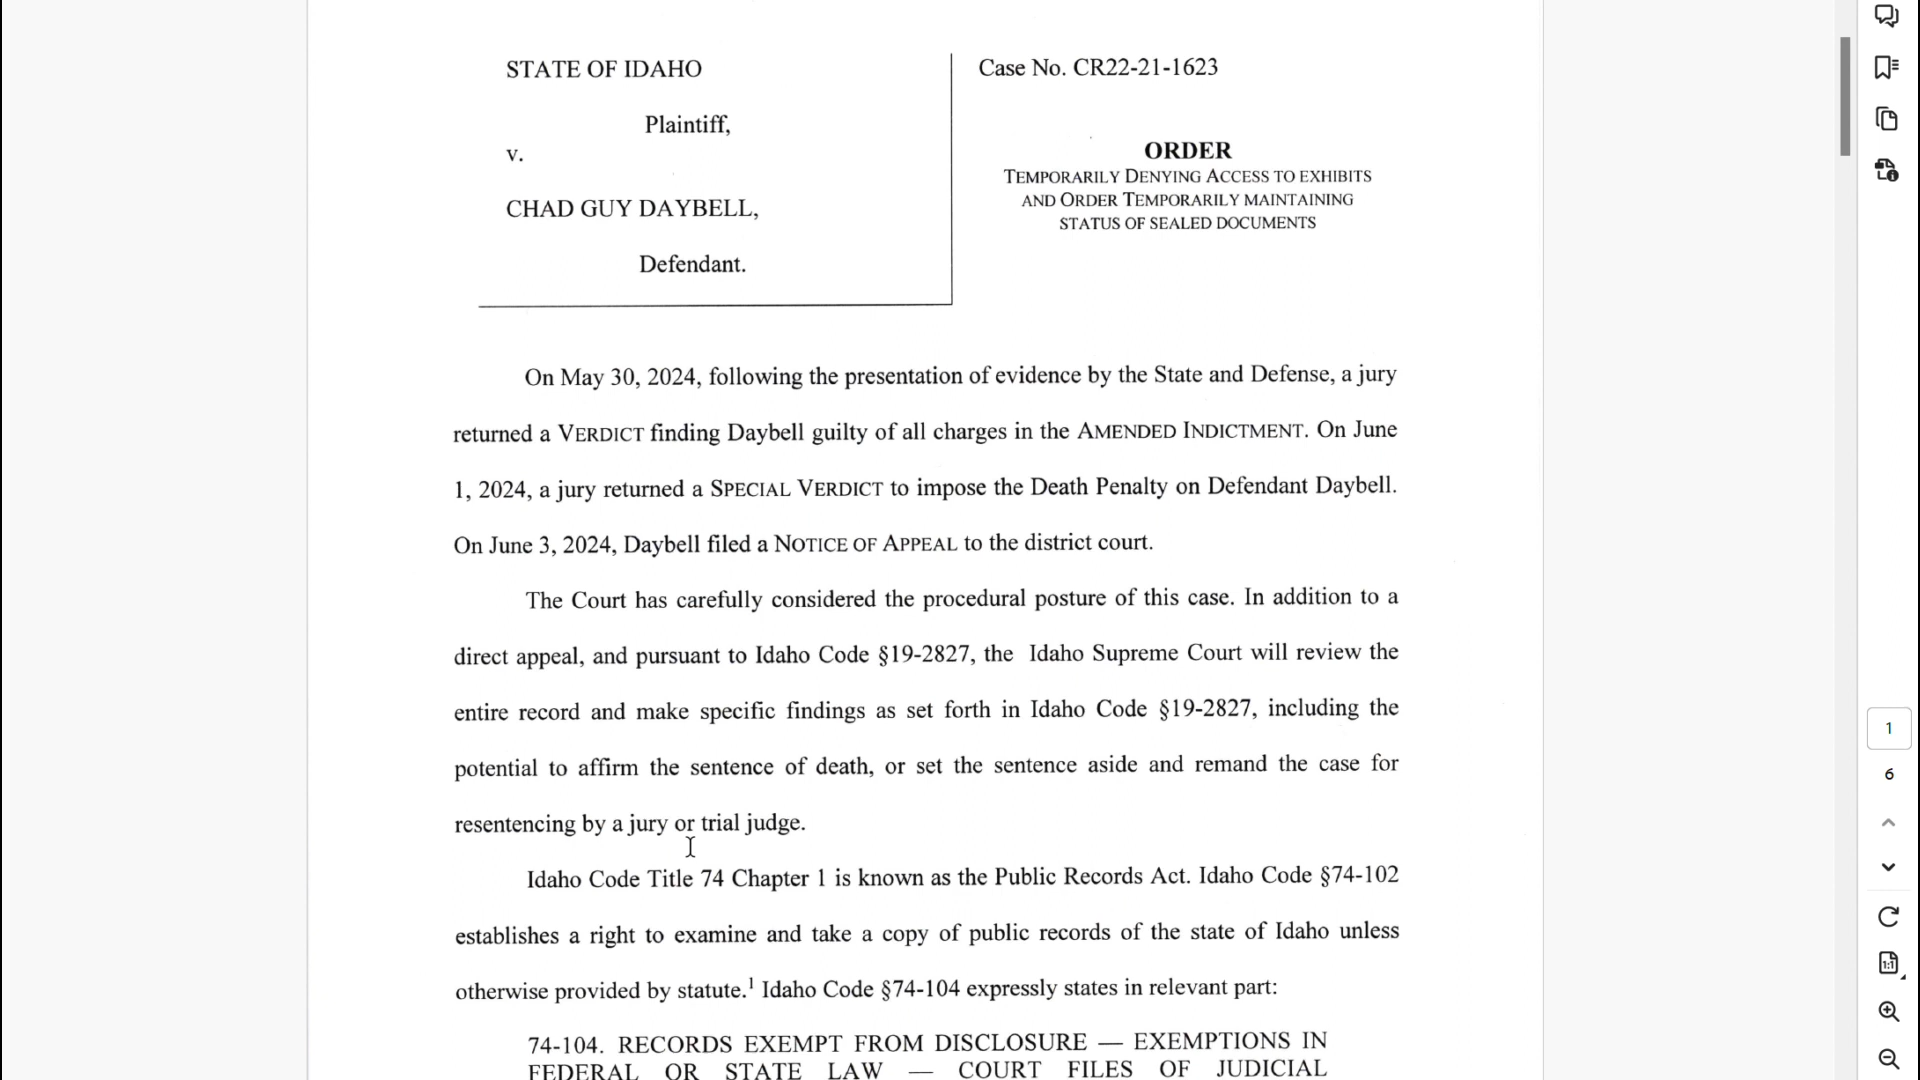 STATE OF IDAHO
Plaintiff,
v.
CHAD GUY DAYBELL,
Defendant.
Case No. CR22-21-1623
ORDER
TEMPORARILY DENYING ACCESS TO EXHIBITS
AND ORDER TEMPORARILY MAINTAINING
STATUS OF SEALED DOCUMENTS
On May 30, 2024, following the presentation of evidence by the State and Defense, a jury
returned a VERDICT finding Daybell guilty of all charges in the AMENDED INDICTMENT. On June
1, 2024, a jury returned a SPECIAL VERDICT to impose the Death Penalty on Defendant Daybell.
On June 3, 2024, Daybell filed a NOTICE OF APPEAL to the district court.
The Court has carefully considered the procedural posture of this case. In addition to a
direct appeal, and pursuant to Idaho Code §19-2827, the Idaho Supreme Court will review the
entire record and make specific findings as set forth in Idaho Code §19-2827, including the
potential to affirm the sentence of death, or set the sentence aside and remand the case for
resentencing by a jury or trial judge.
Idaho Code Title 74 Chapter 1 is known as the Public Records Act. Idaho Code §74-102
establishes a right to examine and take a copy of public records of the state of Idaho unless
otherwise provided by statute.1 Idaho Code §74-104 expressly states in relevant part:
74-104. RECORDS EXEMPT FROM DISCLOSURE — EXEMPTIONS IN
FEDERAL OR STATE LAW — COURT FILES OF JUDICIAL
1
6
1:1